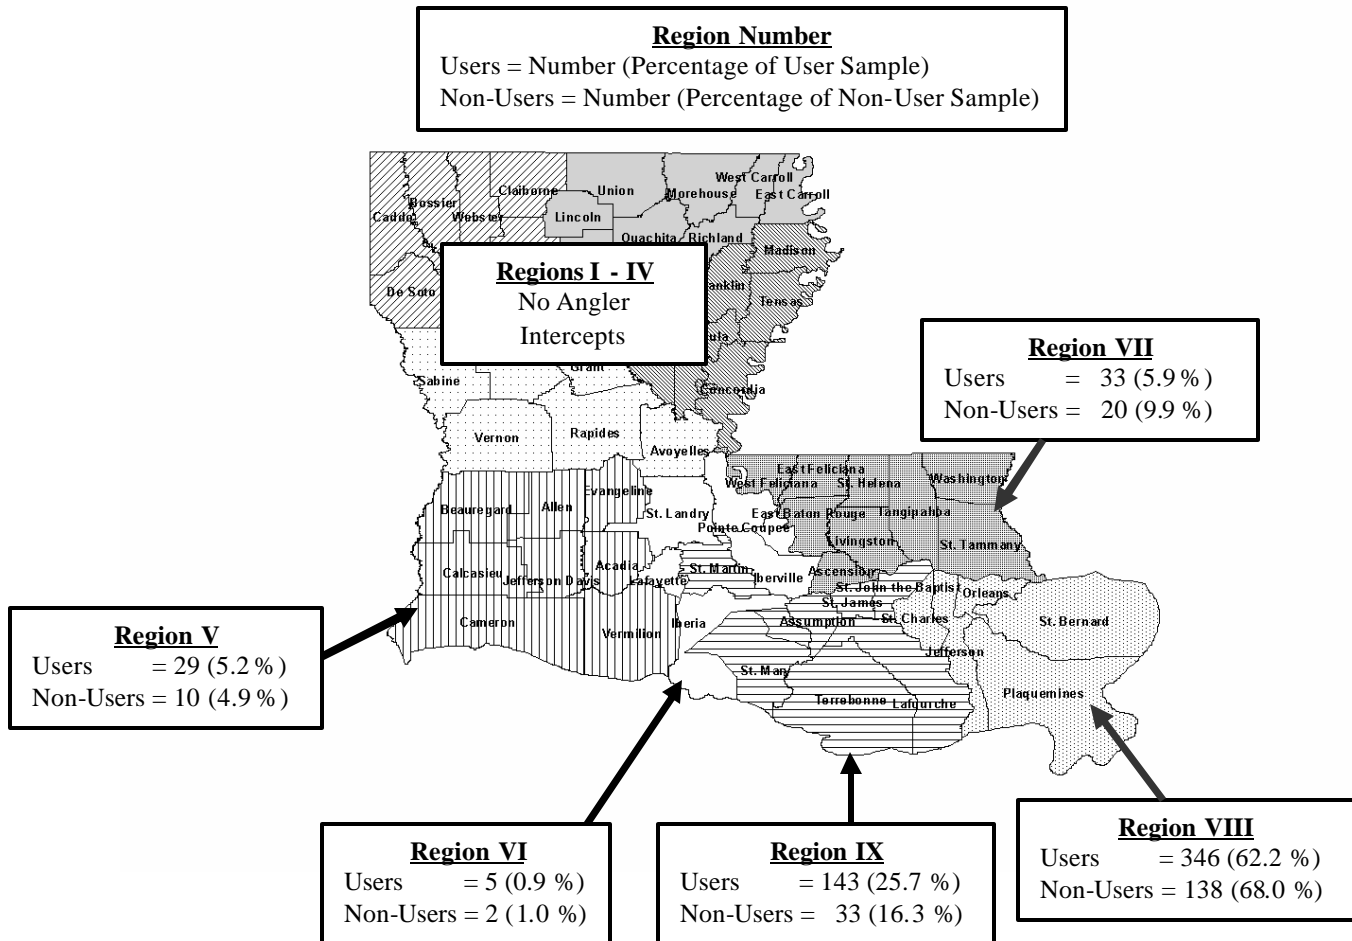 Region Number
Users = Number (Percentage of User Sample)
Non-Users = Number (Percentage of Non-User Sample)
West Carroll
Claiborne
Union
Morehouse
East Carroll
Bossier
Caddo
Webster
Lincoln
Ouachita
Richland
Madison
Regions I - IV
No Angler
Intercepts
De Soto
anklin
Tensas
ula
Grant
Sabine
Concordia
Region VII
Users = 33 (5.9 %)
Non-Users = 20 (9.9 %)
Vernon
Rapides
Avoyelles
East Feliciana
West Feliciana
St. Helena
Washington
Evangeline
Beauregard
Allen
St. Landry
East Baton Rouge
Tangipahoa
Pointe Coupee
Livingston
St. Tammany
Acadia
St. Martin
Calcasieu
Jefferson Davis
Lafayette
Iberville
Ascension
St. John the Baptist
Orleans
St. James
Cameron
Vermilion
Iberia
Assumption
St. Charles
St. Bernard
Jefferson
St. Mary
Plaquemines
Terrebonne
Lafourche
Region V
Users = 29 (5.2 %)
Non-Users = 10 (4.9 %)
Region VI
Users = 5 (0.9 %)
Non-Users = 2 (1.0 %)
Region IX
Users = 143 (25.7 %)
Non-Users = 33 (16.3 %)
Region VIII
Users = 346 (62.2 %)
Non-Users = 138 (68.0 %)